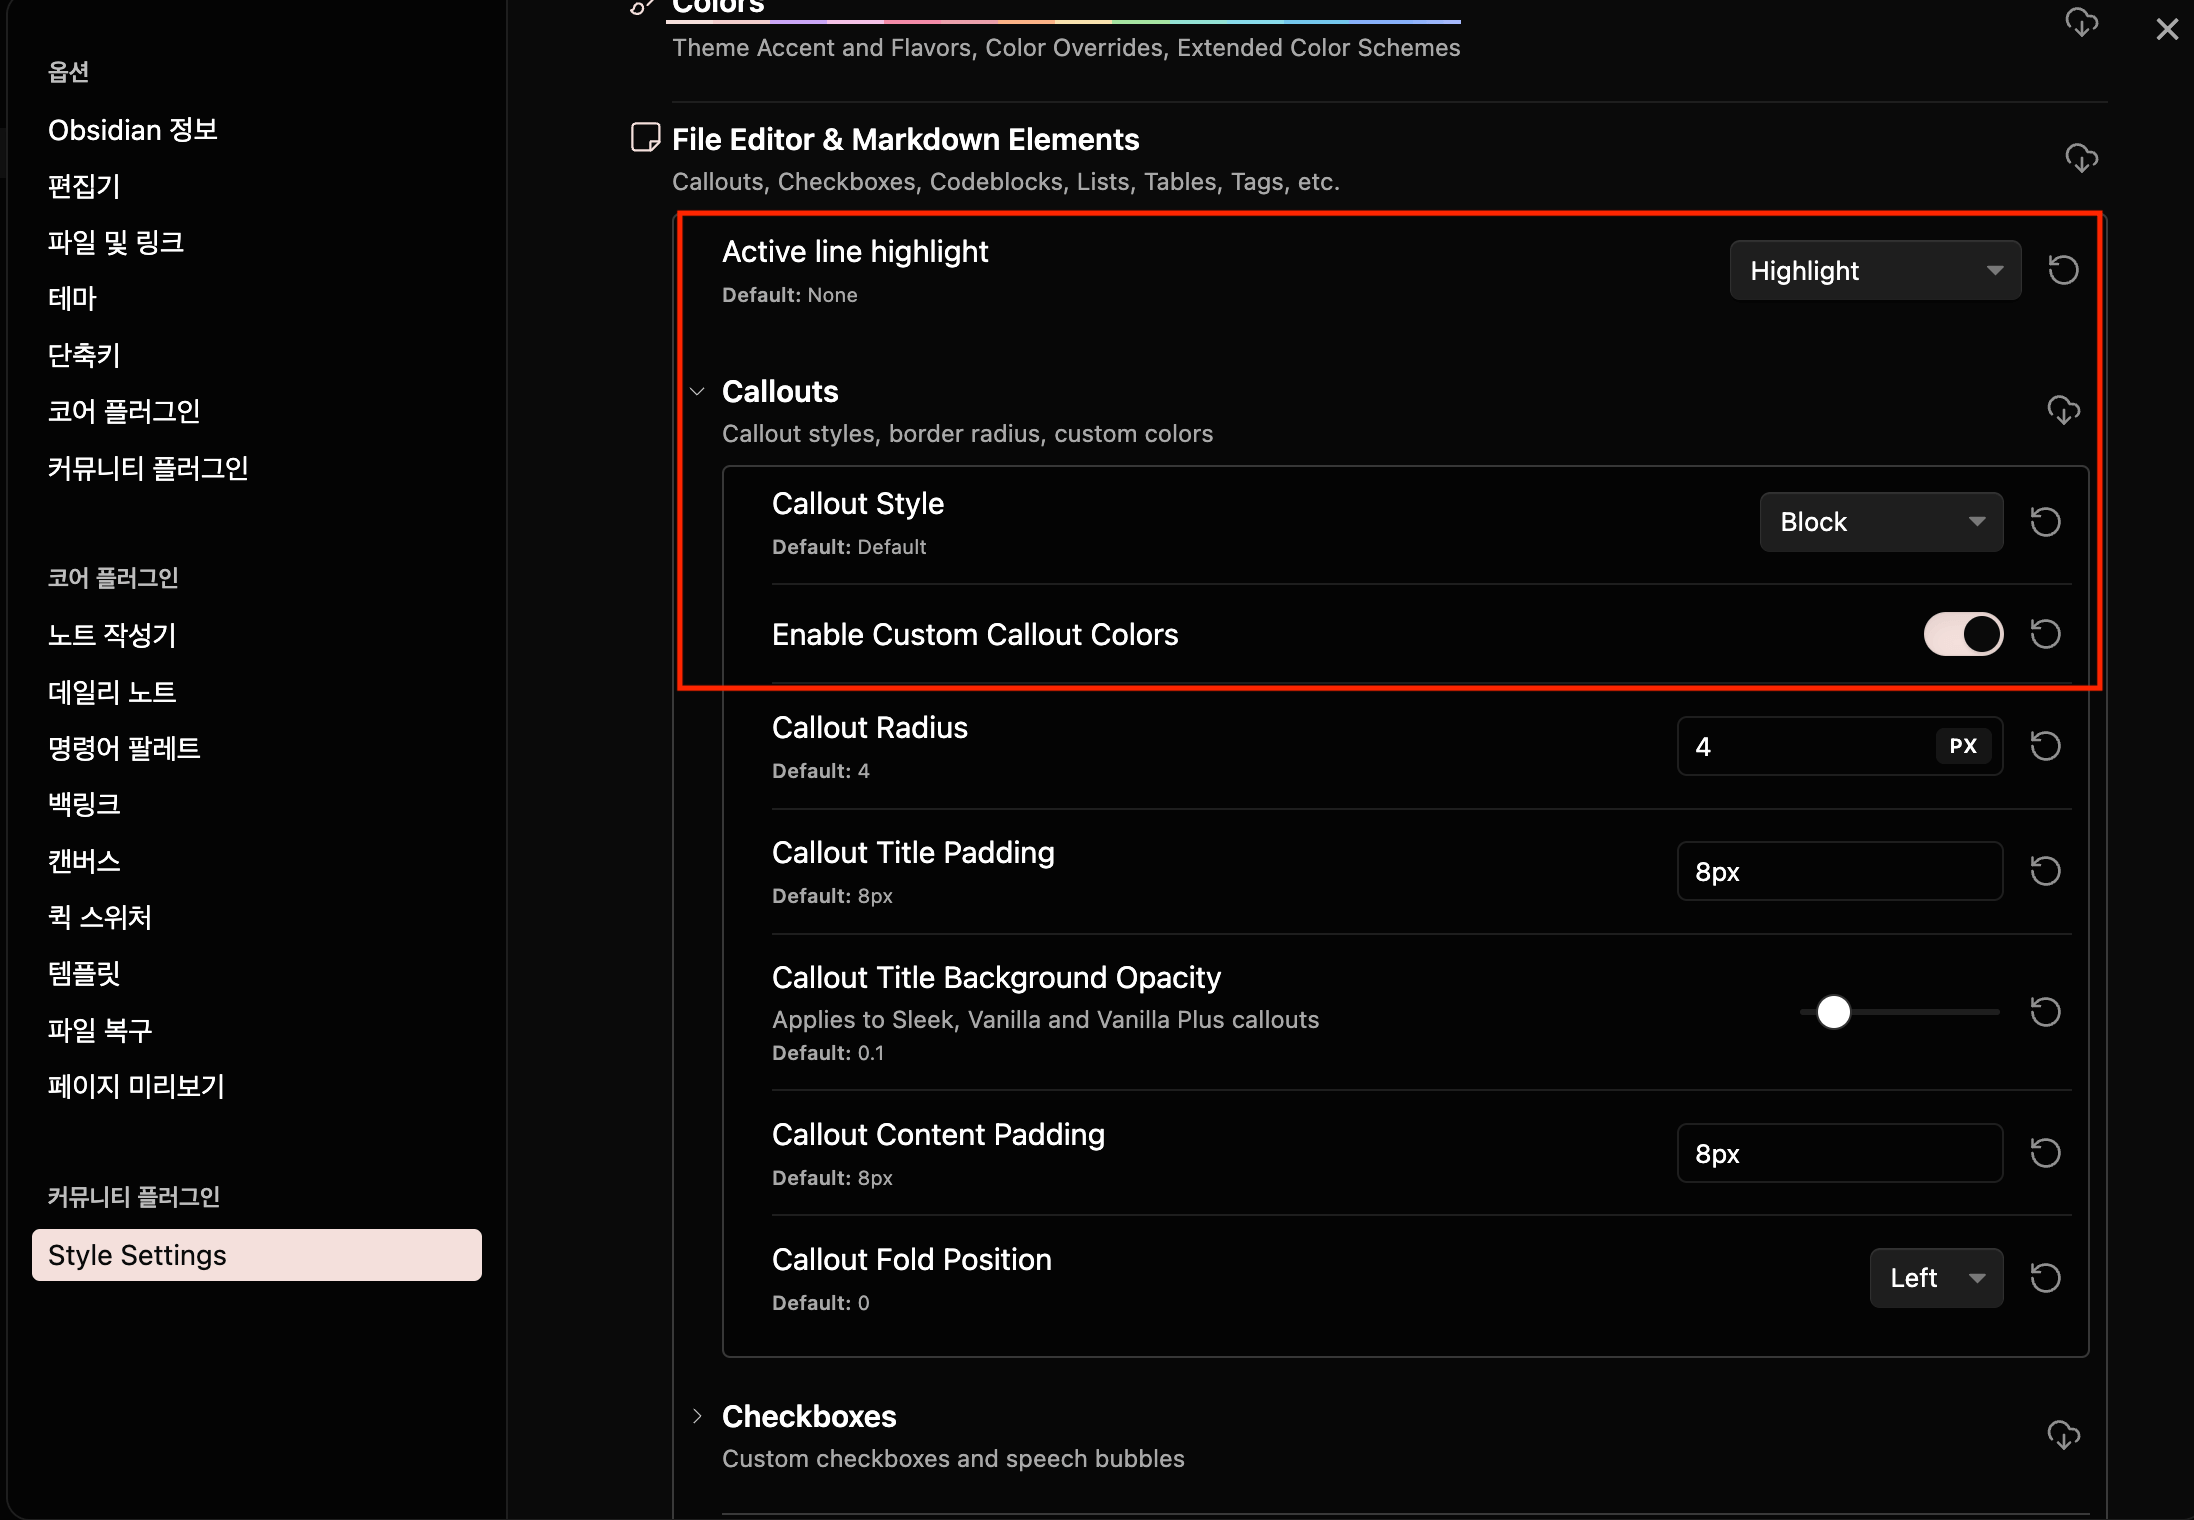 옵션
Obsidian 정보
편집기
파일 및 링크
테마
단축키
코어 플러그인
커뮤니티 플러그인
코어 플러그인
노트 작성기
데일리 노트
명령어 팔레트
백링크
캔버스
퀵 스위처
템플릿
파일 복구
페이지 미리보기
커뮤니티 플러그인
Style Settings
Colors
Theme Accent and Flavors, Color Overrides, Extended Color Schemes
File Editor & Markdown Elements
Callouts, Checkboxes, Codeblocks, Lists, Tables, Tags, etc.
Active line highlight
Default: None
Highlight
Callouts
Callout styles, border radius, custom colors
Callout Style
Default: Default
Block
Enable Custom Callout Colors
Callout Radius
Default: 4
4 PX
Callout Title Padding
Default: 8px
8px
Callout Title Background Opacity
Applies to Sleek, Vanilla and Vanilla Plus callouts
Default: 0.1
Callout Content Padding
Default: 8px
8px
Callout Fold Position
Default: 0
Left
Checkboxes
Custom checkboxes and speech bubbles